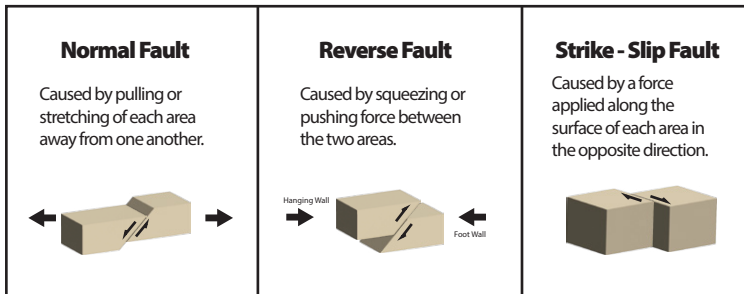 Normal Fault
Caused by pulling or
stretching of each area
away from one another.
Reverse Fault
Caused by squeezing or
pushing force between
the two areas.
Hanging Wall
Foot Wall
Strike - Slip Fault
Caused by a force
applied along the
surface of each area in
the opposite direction.